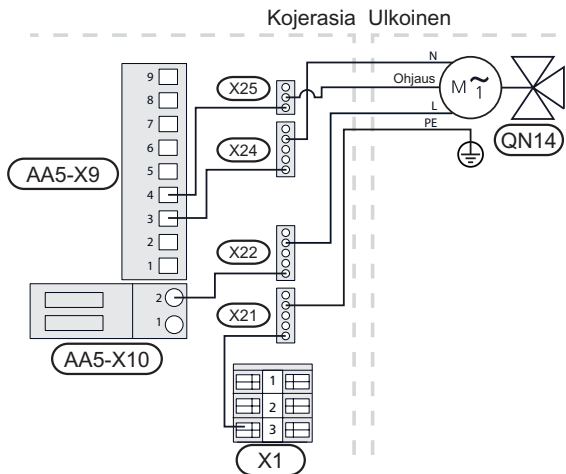 Kojerasia Ulkoinen
N
Ohjaus
L
PE
M ~ 1
QN14
X25
X24
X22
X21
AA5-X9
9
8
7
6
5
4
3
2
1
AA5-X10
2
1
1
2
3
X1